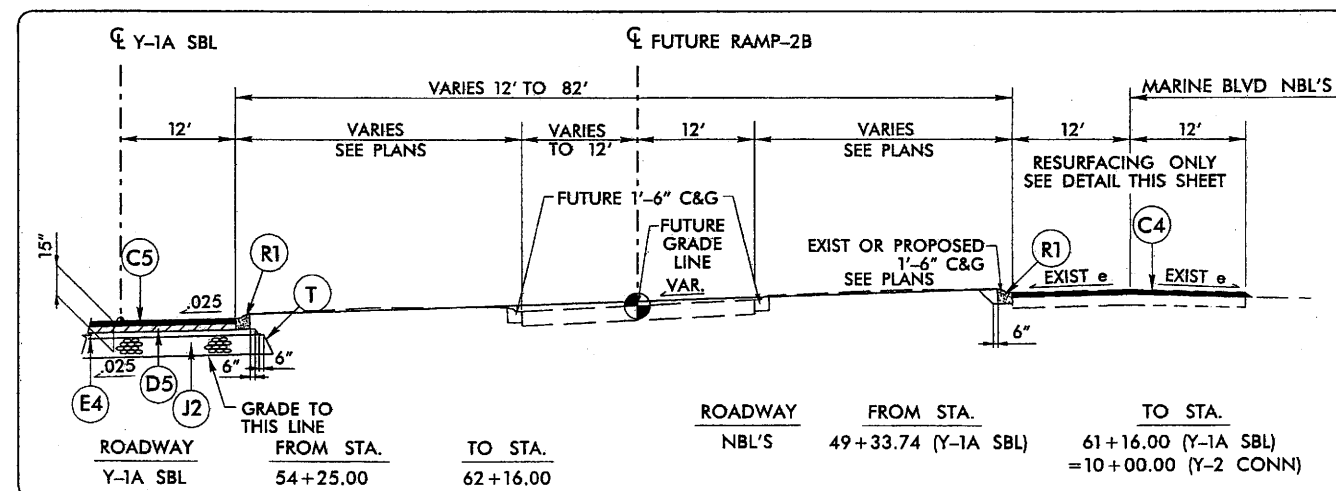 ℄ Y-1A SBL
℄ FUTURE RAMP-2B
VARIES 12' TO 82'
MARINE BLVD NBL'S
12'
VARIES
SEE PLANS
VARIES
TO 12'
12'
VARIES
SEE PLANS
12'
12'
RESURFACING ONLY
SEE DETAIL THIS SHEET
FUTURE 1'-6" C&G
FUTURE
GRADE
LINE
VAR.
EXIST OR PROPOSED
1'-6" C&G
SEE PLANS
R1
C4
EXIST e
EXIST e
15"
C5
R1
T
.025
.025
6"
6"
6"
E4
D5
J2
GRADE TO
THIS LINE
ROADWAY FROM STA. TO STA.
Y-1A SBL 54+25.00 62+16.00
ROADWAY FROM STA. TO STA.
NBL'S 49+33.74 (Y-1A SBL) 61+16.00 (Y-1A SBL)
=10+00.00 (Y-2 CONN)